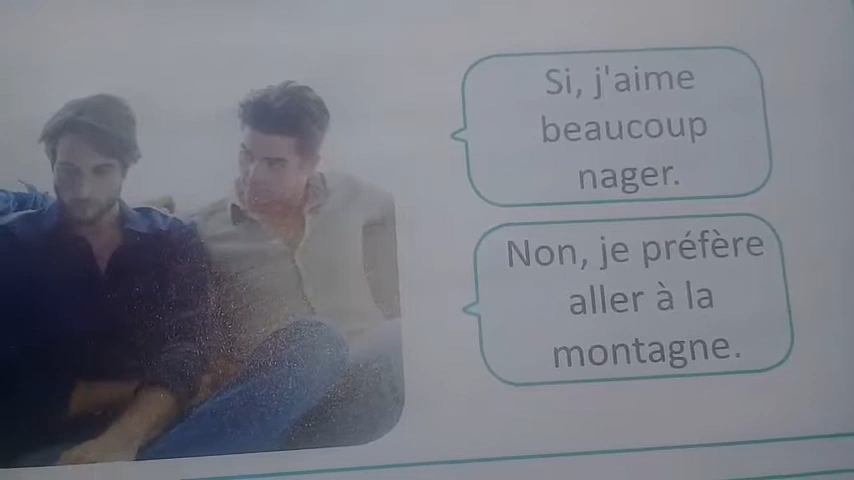 Si, j'aime
beaucoup
nager.
Non, je préfère
aller à la
montagne.